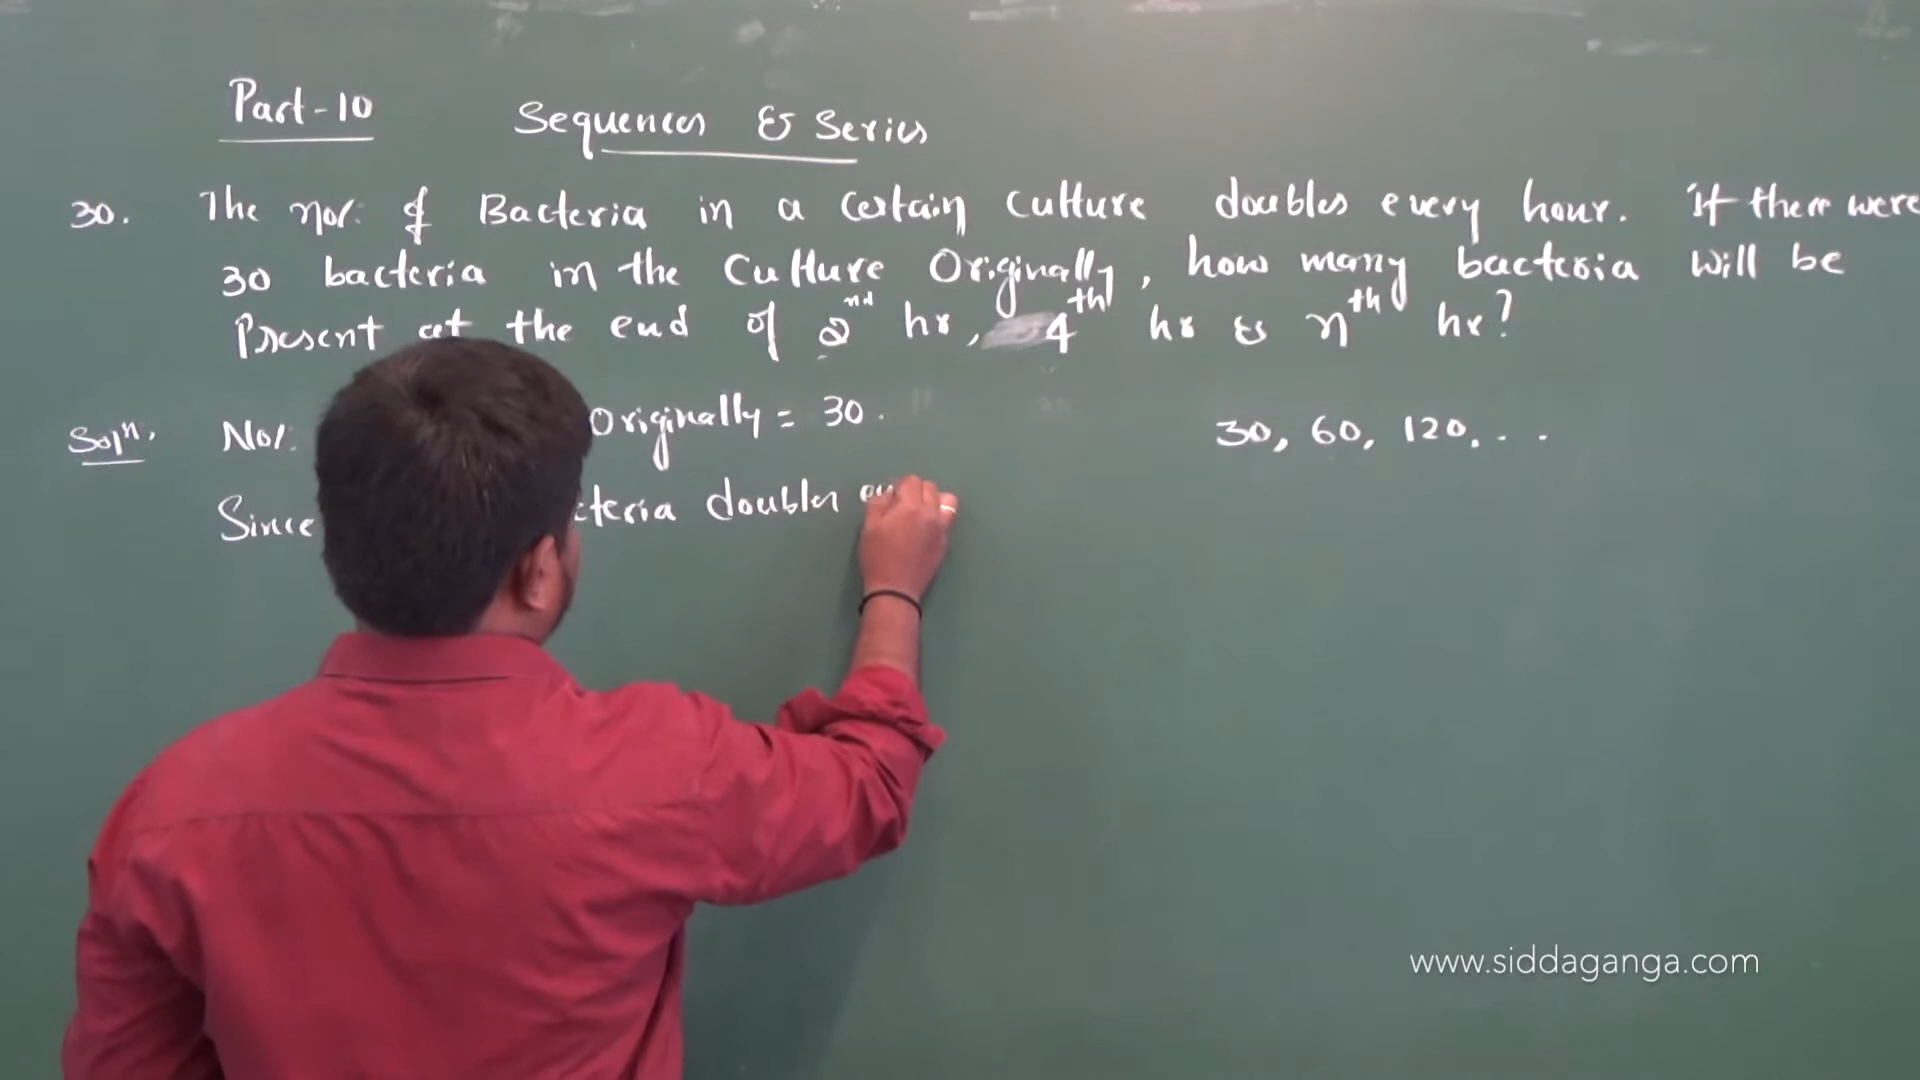 Part-10
Sequences & Series
30. The no/. of Bacteria in a certain culture doubles every hour. If there were
30 bacteria in the culture Originally, how many bacteria will be
Present at the end of 2nd hr, 4th hr & nth hr?
Soln. No/. Originally = 30.
30, 60, 120, . .
Since doubles
www.siddaganga.com